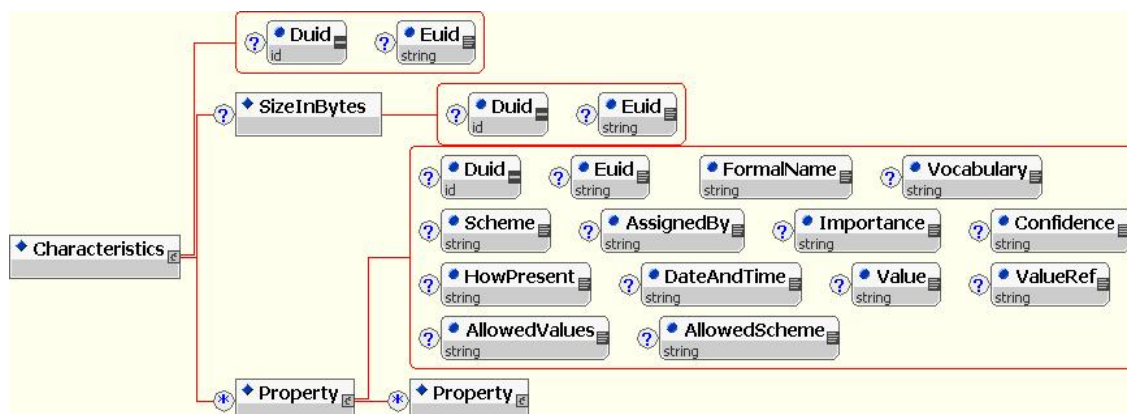 ? Duid ? Euid
id string
? SizeInBytes ? Duid ? Euid
id string
? Duid ? Euid FormalName ? Vocabulary
id string string string
? Scheme ? AssignedBy ? Importance ? Confidence
string string string string
Characteristics
? HowPresent ? DateAndTime ? Value ? ValueRef
string string string string
? AllowedValues ? AllowedScheme
string string
* Property * Property